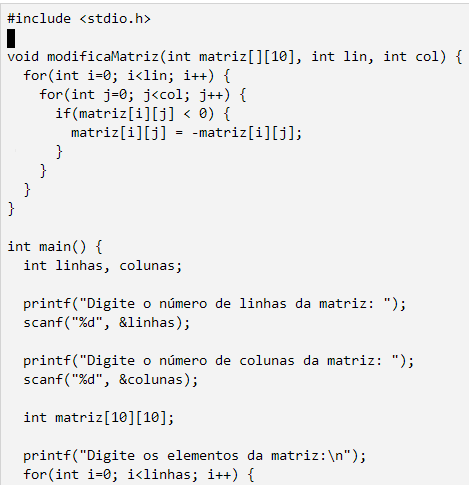 #include <stdio.h>
void modificaMatriz(int matriz[][10], int lin, int col) {
  for(int i=0; i<lin; i++) {
    for(int j=0; j<col; j++) {
      if(matriz[i][j] < 0) {
        matriz[i][j] = -matriz[i][j];
      }
    }
  }
}
int main() {
  int linhas, colunas;
  printf("Digite o número de linhas da matriz: ");
  scanf("%d", &linhas);
  printf("Digite o número de colunas da matriz: ");
  scanf("%d", &colunas);
  int matriz[10][10];
  printf("Digite os elementos da matriz:\n");
  for(int i=0; i<linhas; i++) {